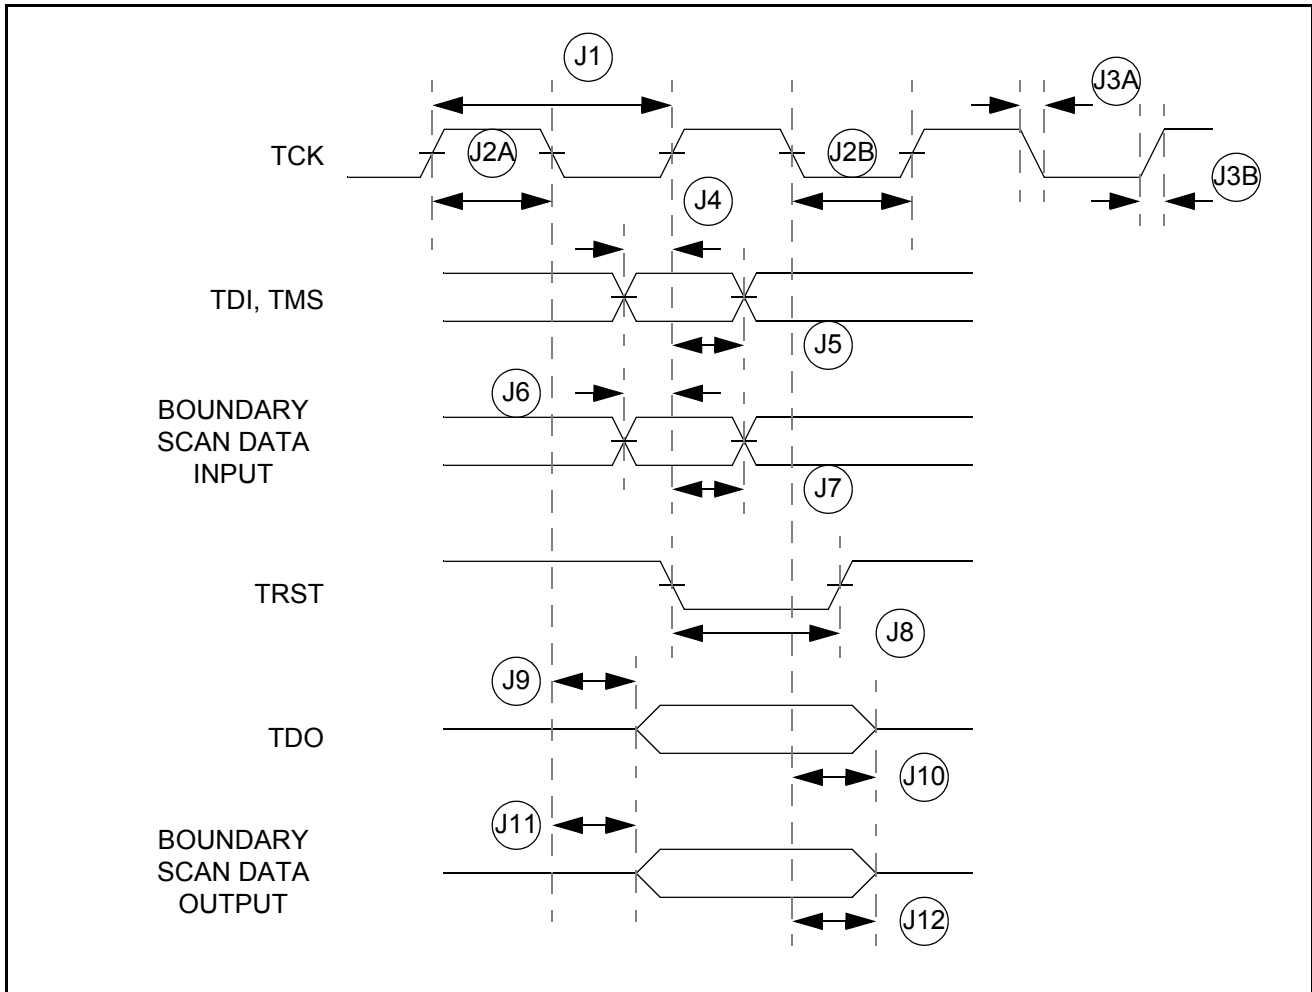 J1
J3A
TCK
J2A
J2B
J3B
J4
TDI, TMS
J5
J6
BOUNDARY
SCAN DATA
INPUT
J7
TRST
J8
J9
TDO
J10
J11
BOUNDARY
SCAN DATA
OUTPUT
J12